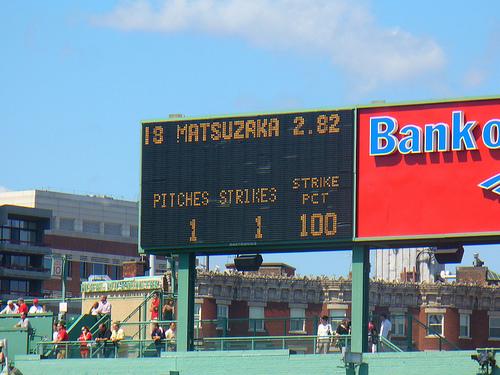 18 MATSUZAKA 2.82
PITCHES STRIKES STRIKE PCT
1 1 100
Bank o